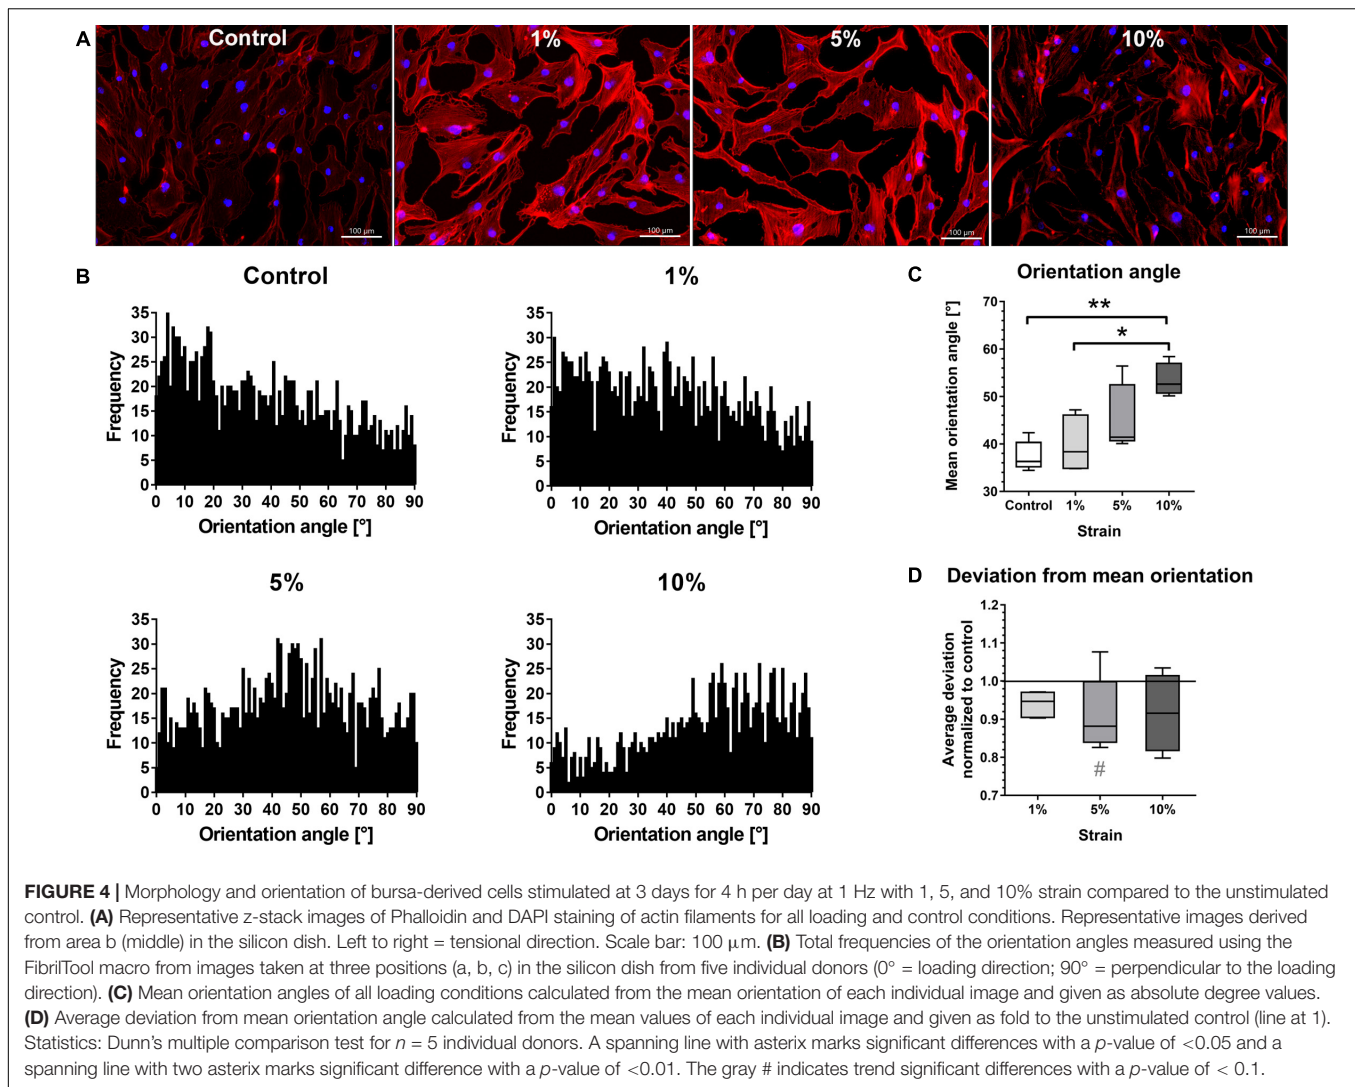 A
Control
1%
5%
10%
100 μm
100 μm
100 μm
100 μm
B
Control
Frequency
35
30
25
20
15
10
5
0
0 10 20 30 40 50 60 70 80 90
Orientation angle [°]
1%
Frequency
35
30
25
20
15
10
5
0
0 10 20 30 40 50 60 70 80 90
Orientation angle [°]
5%
Frequency
35
30
25
20
15
10
5
0
0 10 20 30 40 50 60 70 80 90
Orientation angle [°]
10%
Frequency
35
30
25
20
15
10
5
0
0 10 20 30 40 50 60 70 80 90
Orientation angle [°]
C
Orientation angle
Mean orientation angle [°]
70
60
50
40
30
**
*
Control 1% 5% 10%
Strain
D
Deviation from mean orientation
Average deviation
normalized to control
1.2
1.1
1.0
0.9
0.8
0.7
#
1% 5% 10%
Strain
FIGURE 4 | Morphology and orientation of bursa-derived cells stimulated at 3 days for 4 h per day at 1 Hz with 1, 5, and 10% strain compared to the unstimulated
control. (A) Representative z-stack images of Phalloidin and DAPI staining of actin filaments for all loading and control conditions. Representative images derived
from area b (middle) in the silicon dish. Left to right = tensional direction. Scale bar: 100 μm. (B) Total frequencies of the orientation angles measured using the
FibrilTool macro from images taken at three positions (a, b, c) in the silicon dish from five individual donors (0° = loading direction; 90° = perpendicular to the loading
direction). (C) Mean orientation angles of all loading conditions calculated from the mean orientation of each individual image and given as absolute degree values.
(D) Average deviation from mean orientation angle calculated from the mean values of each individual image and given as fold to the unstimulated control (line at 1).
Statistics: Dunn's multiple comparison test for n = 5 individual donors. A spanning line with asterix marks significant differences with a p-value of <0.05 and a
spanning line with two asterix marks significant difference with a p-value of <0.01. The gray # indicates trend significant differences with a p-value of < 0.1.